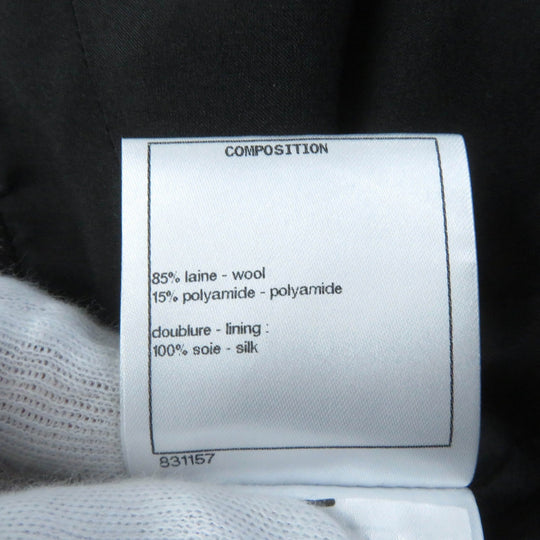 COMPOSITION
85% laine - wool
15% polyamide - polyamide
doublure - lining :
100% soie - silk
831157